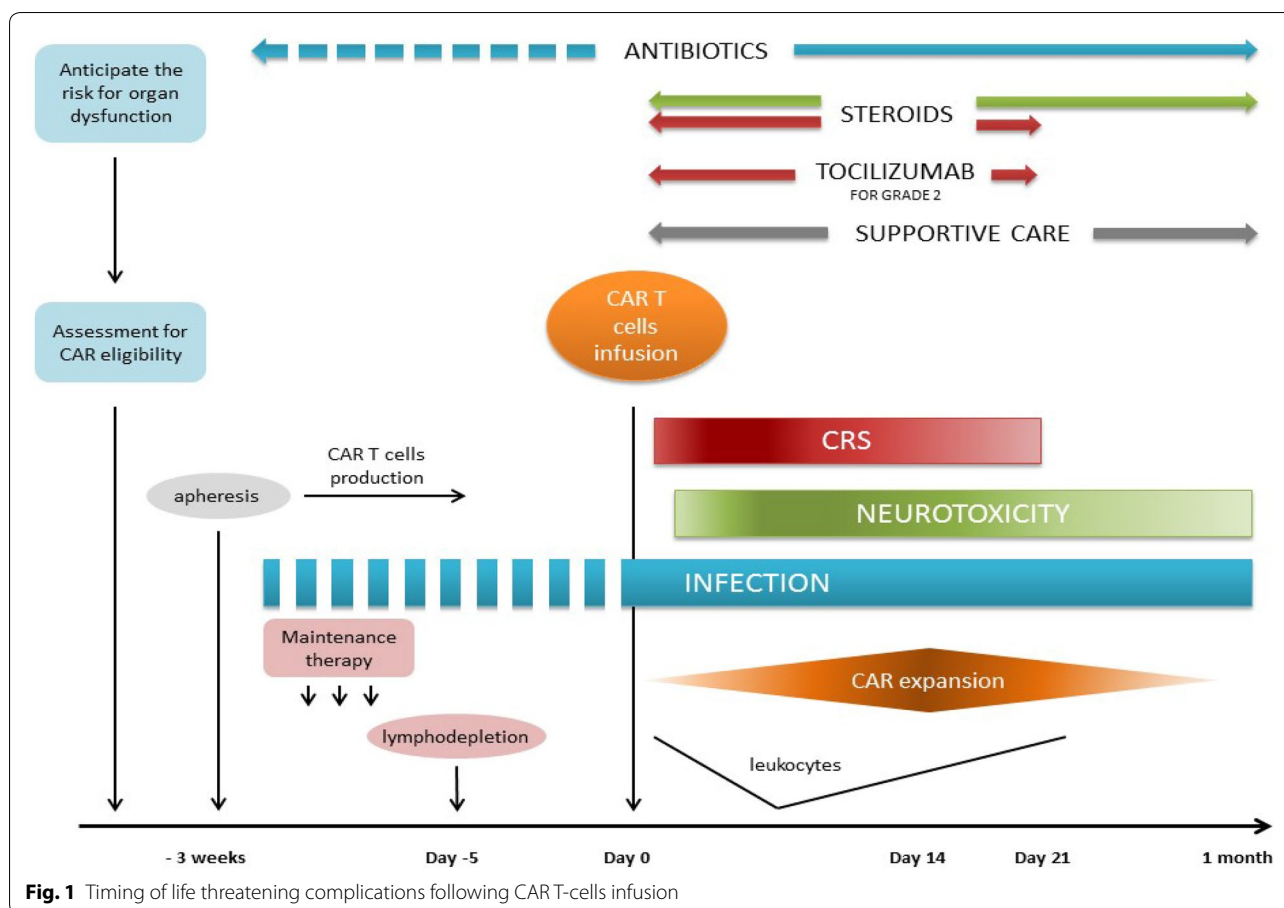 Anticipate the
risk for organ
dysfunction
ANTIBIOTICS
STEROIDS
TOCILIZUMAB
FOR GRADE 2
SUPPORTIVE CARE
Assessment for
CAR eligibility
CAR T
cells
infusion
CRS
CAR T cells
production
apheresis
NEUROTOXICITY
INFECTION
Maintenance
therapy
CAR expansion
lymphodepletion
leukocytes
- 3 weeks Day -5 Day 0 Day 14 Day 21 1 month
Fig. 1 Timing of life threatening complications following CAR T-cells infusion